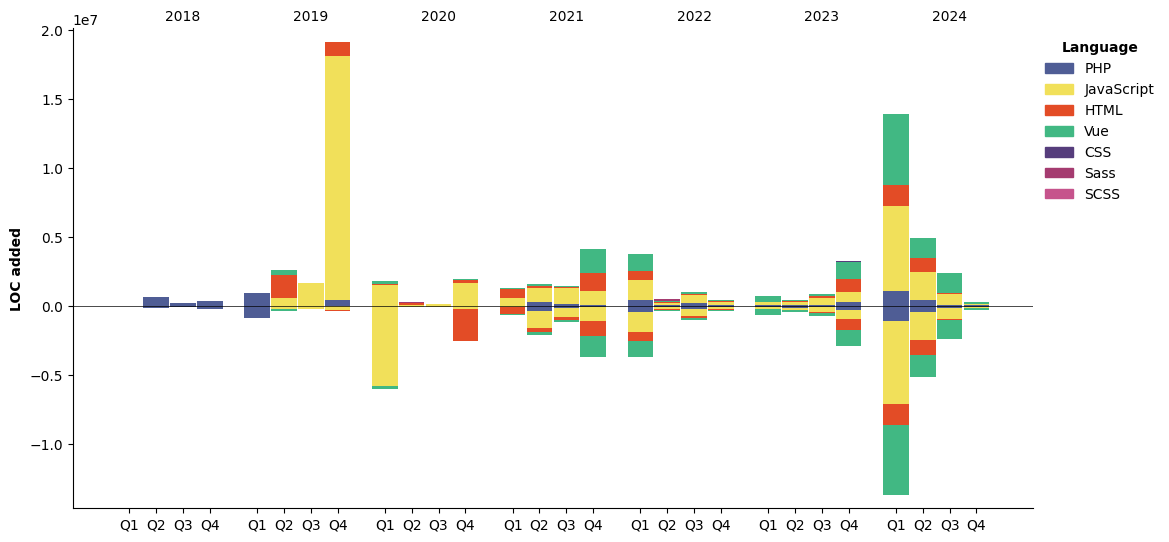 1e7
2018 2019 2020 2021 2022 2023 2024
2.0
1.5
1.0
0.5
0.0
−0.5
−1.0
LOC added
Language
PHP
JavaScript
HTML
Vue
CSS
Sass
SCSS
Q1 Q2 Q3 Q4 Q1 Q2 Q3 Q4 Q1 Q2 Q3 Q4 Q1 Q2 Q3 Q4 Q1 Q2 Q3 Q4 Q1 Q2 Q3 Q4 Q1 Q2 Q3 Q4